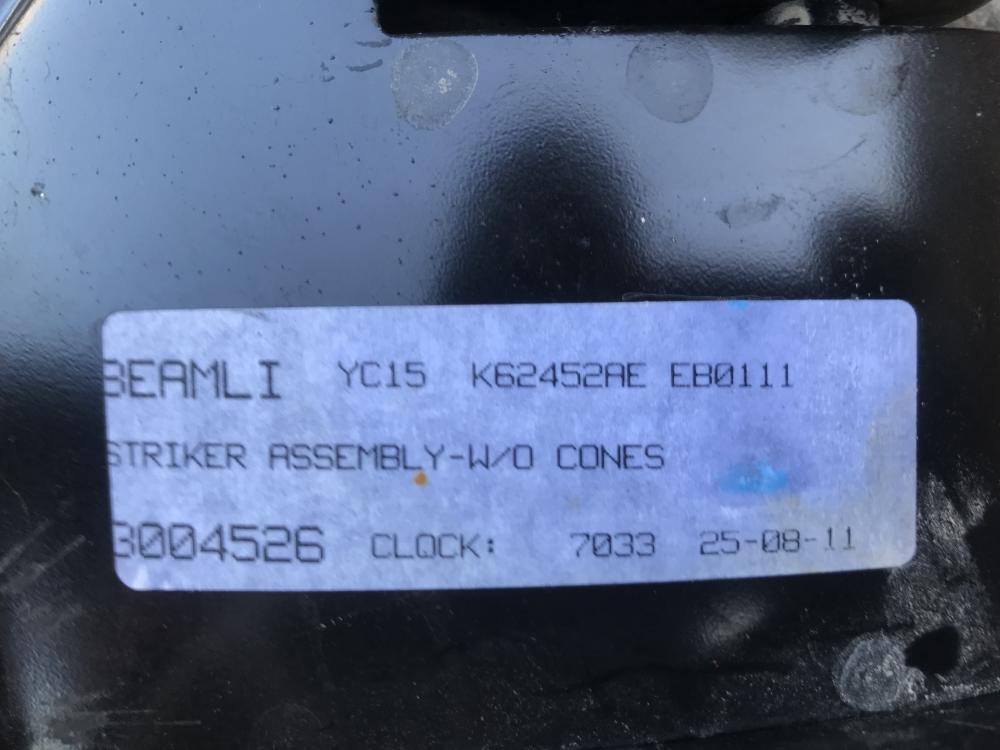 BEAMLI YC15 K62452AE EB0111
STRIKER ASSEMBLY-W/O CONES
3004526 CLOCK: 7033 25-08-11